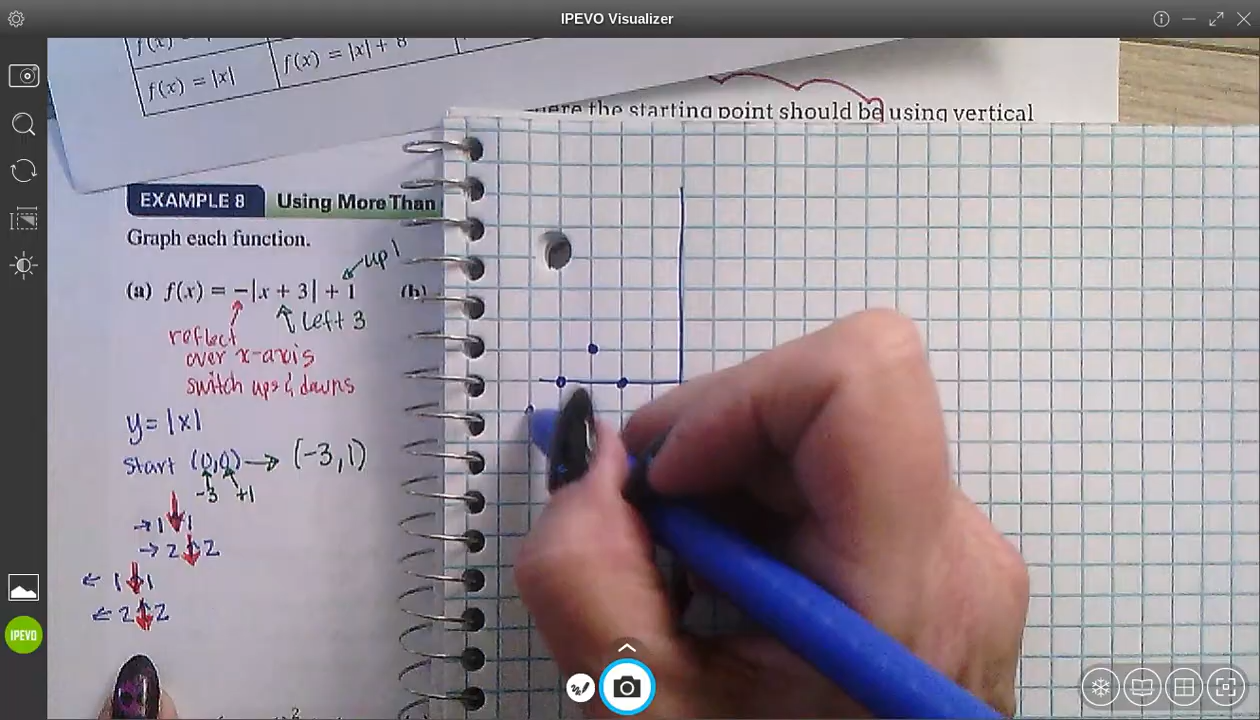 IPEVO Visualizer
f(x) = |x|
f(x) = |x| + 8
the starting point should be using vertical
EXAMPLE 8 Using More Than
Graph each function.
up 1
(a) f(x) = −|x + 3| + 1 (b)
left 3
reflect
over x-axis
switch ups & downs
y = |x|
Start (0,0) → (-3,1)
-3 +1
→ 1 ↓ 1
→ 2 ↓ 2
← 1 ↓ 1
← 2 ↓ 2
IPEVO